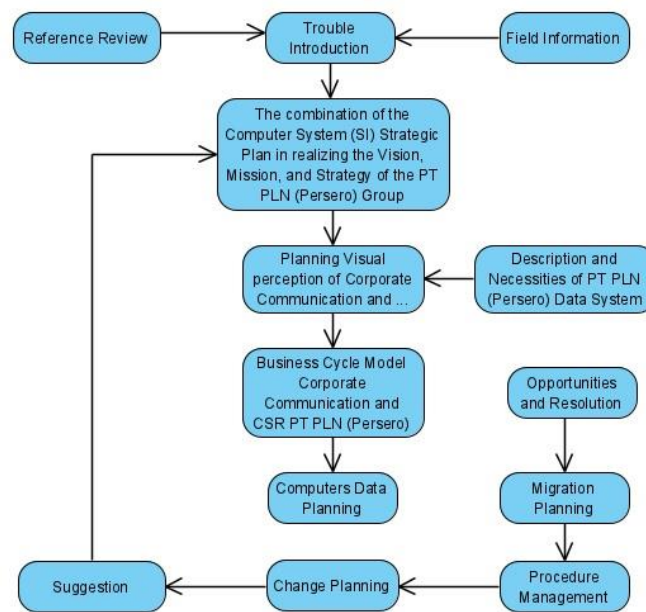 Reference Review
Trouble
Introduction
Field Information
The combination of the
Computer System (SI) Strategic
Plan in realizing the Vision,
Mission, and Strategy of the PT
PLN (Persero) Group
Planning Visual
perception of Corporate
Communication and ...
Description and
Necessities of PT PLN
(Persero) Data System
Business Cycle Model
Corporate
Communication and
CSR PT PLN (Persero)
Opportunities
and Resolution
Computers Data
Planning
Migration
Planning
Suggestion
Change Planning
Procedure
Management